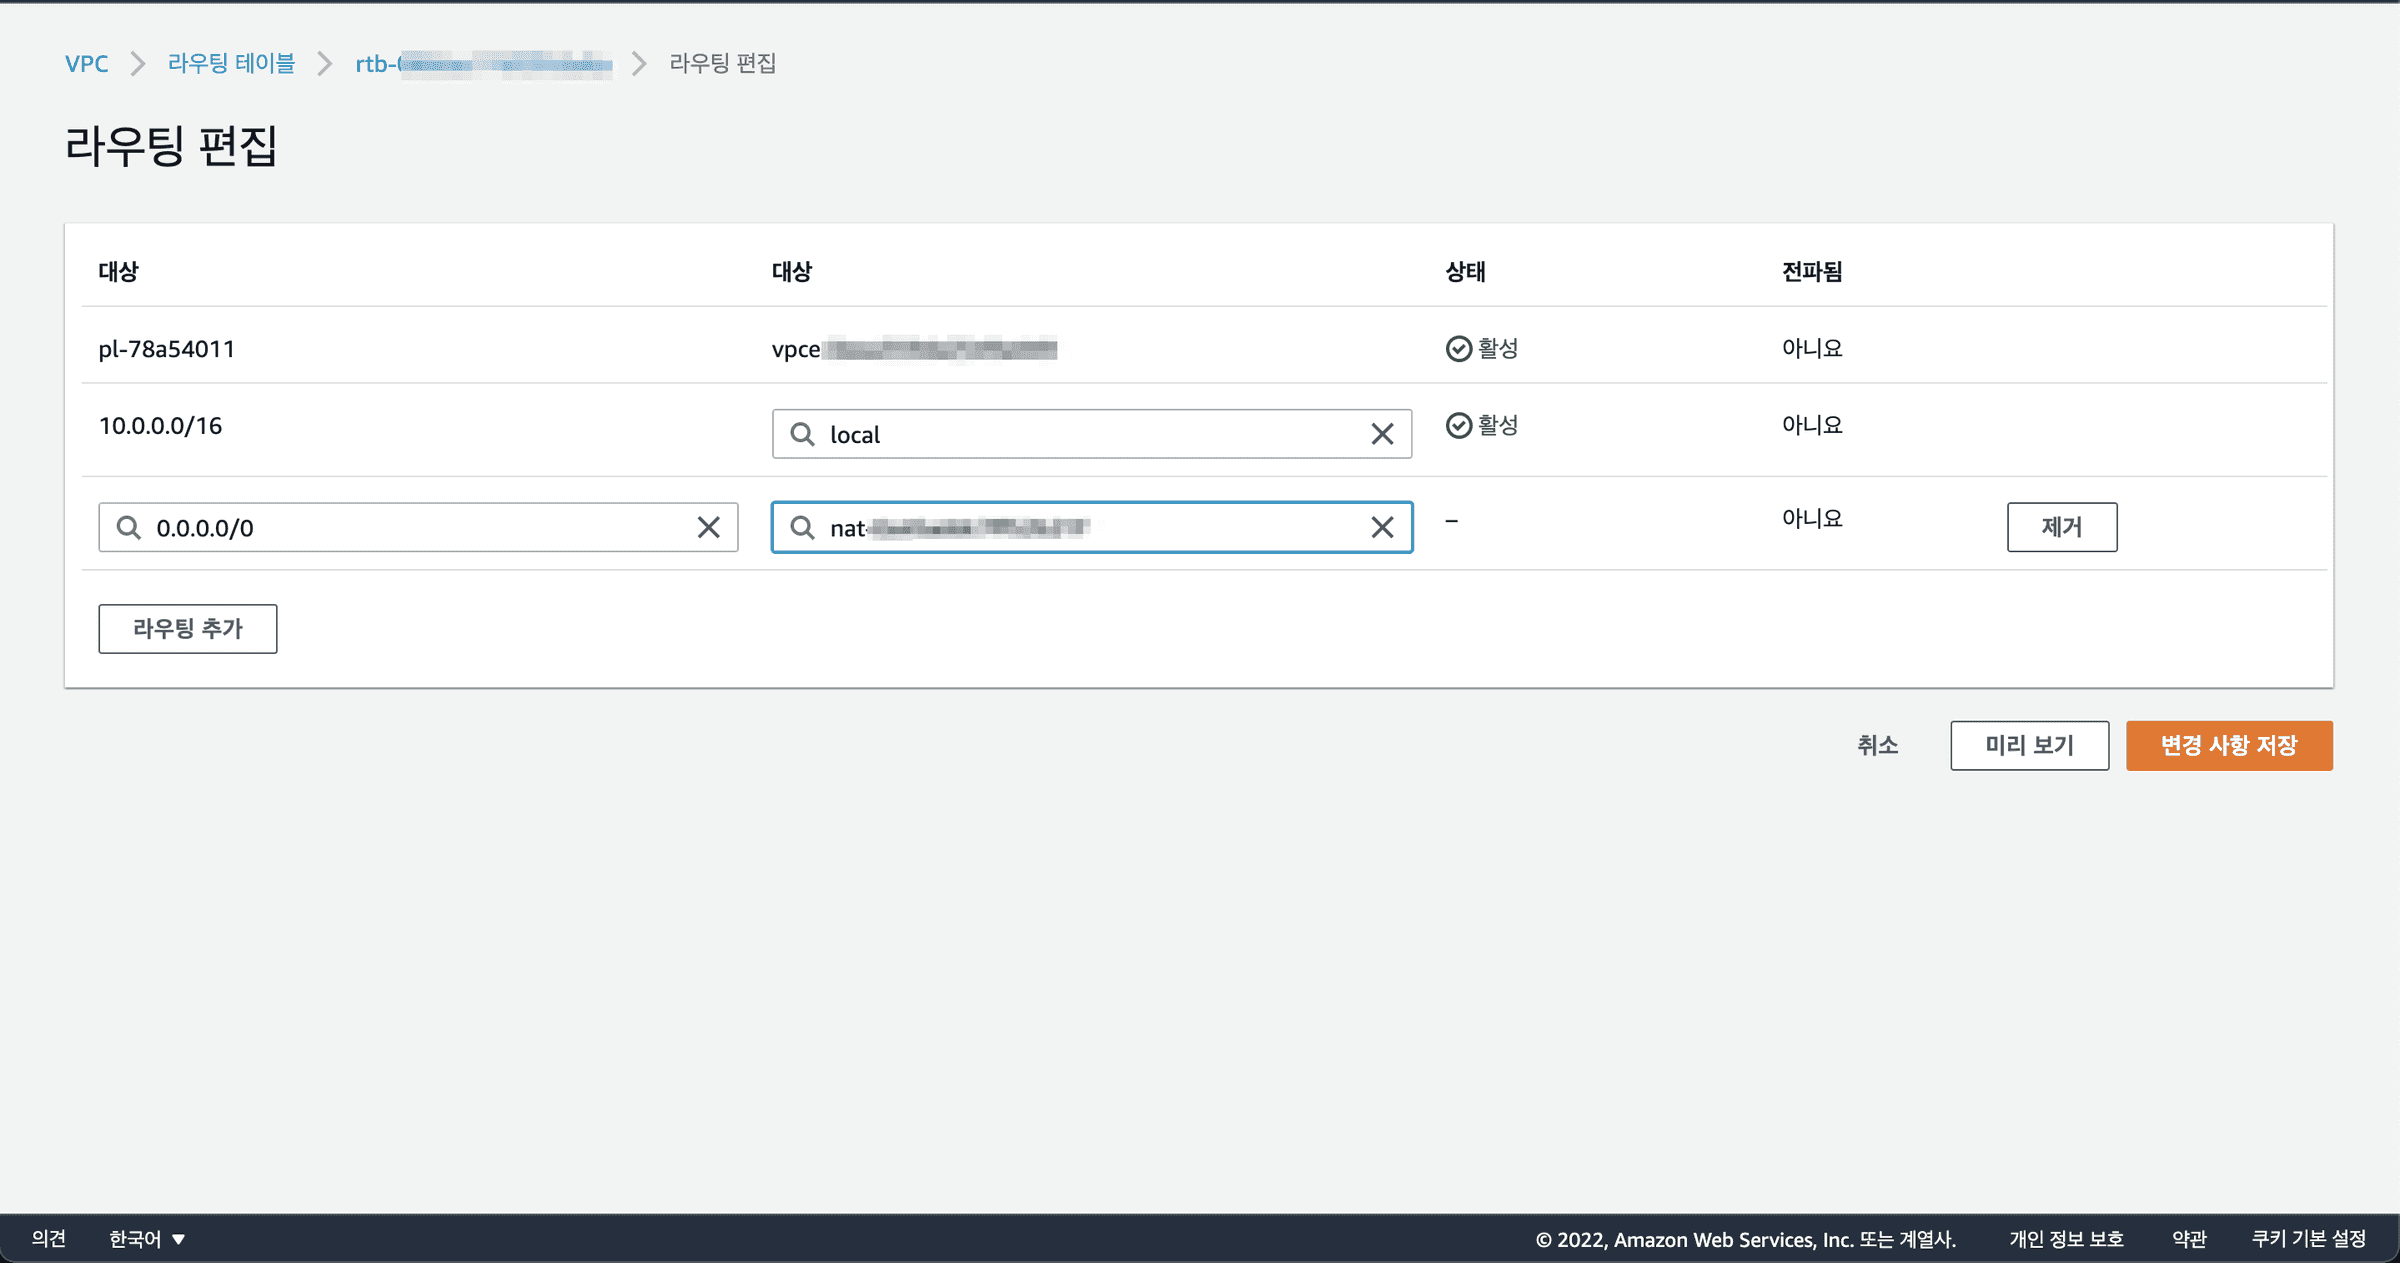 VPC 라우팅 테이블 rtb- 라우팅 편집
라우팅 편집
대상 대상 상태 전파됨
pl-78a54011 vpce 활성 아니요
10.0.0.0/16 local 활성 아니요
0.0.0.0/0 nat- – 아니요 제거
라우팅 추가
취소 미리 보기 변경 사항 저장
의견 한국어 © 2022, Amazon Web Services, Inc. 또는 계열사. 개인 정보 보호 약관 쿠키 기본 설정